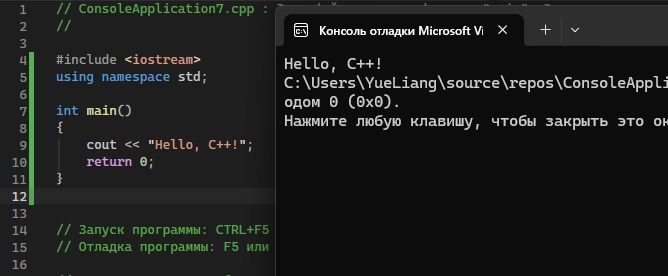 // ConsoleApplication7.cpp :
//
#include <iostream>
using namespace std;
int main()
{
cout << "Hello, C++!";
return 0;
}
// Запуск программы: CTRL+F5
// Отладка программы: F5 или
1
2
3
4
5
6
7
8
9
10
11
12
13
14
15
16
Консоль отладки Microsoft Vi
Hello, C++!
C:\Users\YueLiang\source\repos\ConsoleAppli
одом 0 (0x0).
Нажмите любую клавишу, чтобы закрыть это ок